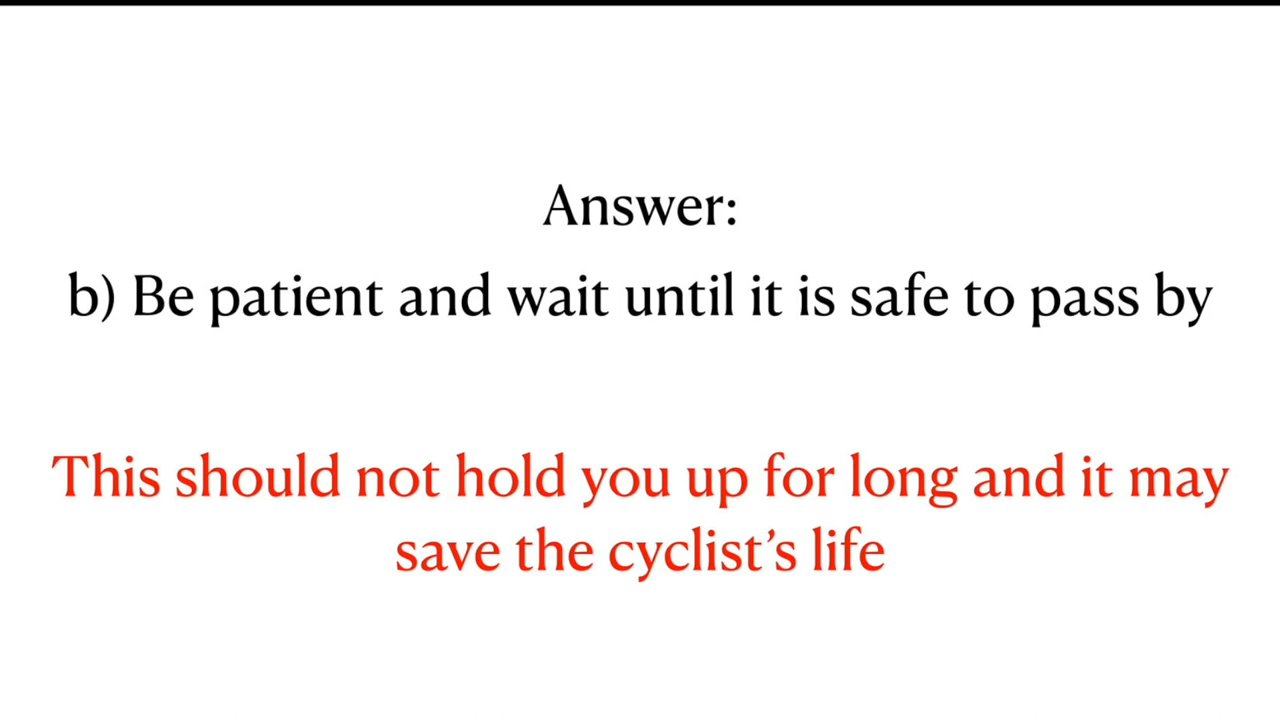 Answer:
b) Be patient and wait until it is safe to pass by
This should not hold you up for long and it may
save the cyclist’s life